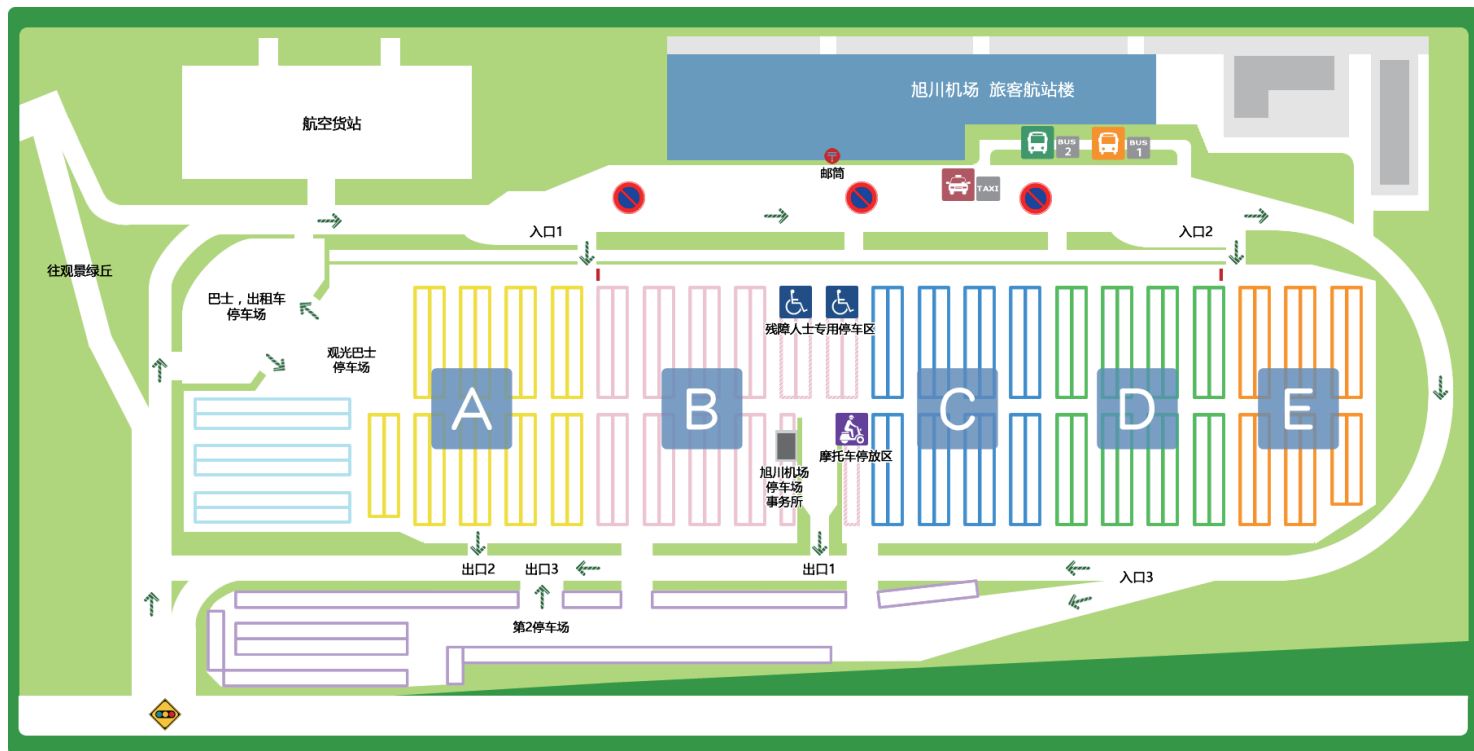 旭川机场 旅客航站楼
航空货站
BUS
2
BUS
1
邮筒
TAXI
入口1
入口2
往观景绿丘
巴士，出租车
停车场
观光巴士
停车场
残障人士专用停车区
A
B
C
D
E
摩托车停放区
旭川机场
停车场
事务所
出口2
出口3
出口1
入口3
第2停车场